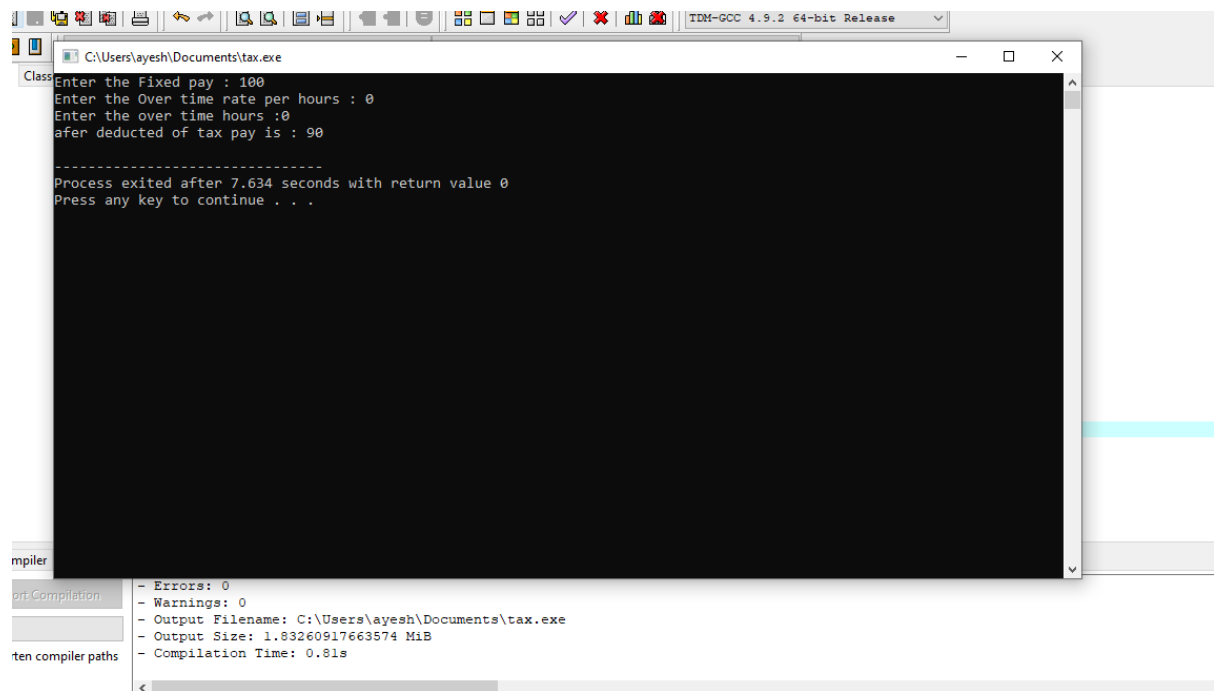 TDM-GCC 4.9.2 64-bit Release
C:\Users\ayesh\Documents\tax.exe
Class
Enter the Fixed pay : 100
Enter the Over time rate per hours : 0
Enter the over time hours :0
afer deducted of tax pay is : 90
--------------------------------
Process exited after 7.634 seconds with return value 0
Press any key to continue . . .
mpiler
ort Compilation
rten compiler paths
- Errors: 0
- Warnings: 0
- Output Filename: C:\Users\ayesh\Documents\tax.exe
- Output Size: 1.83260917663574 MiB
- Compilation Time: 0.81s